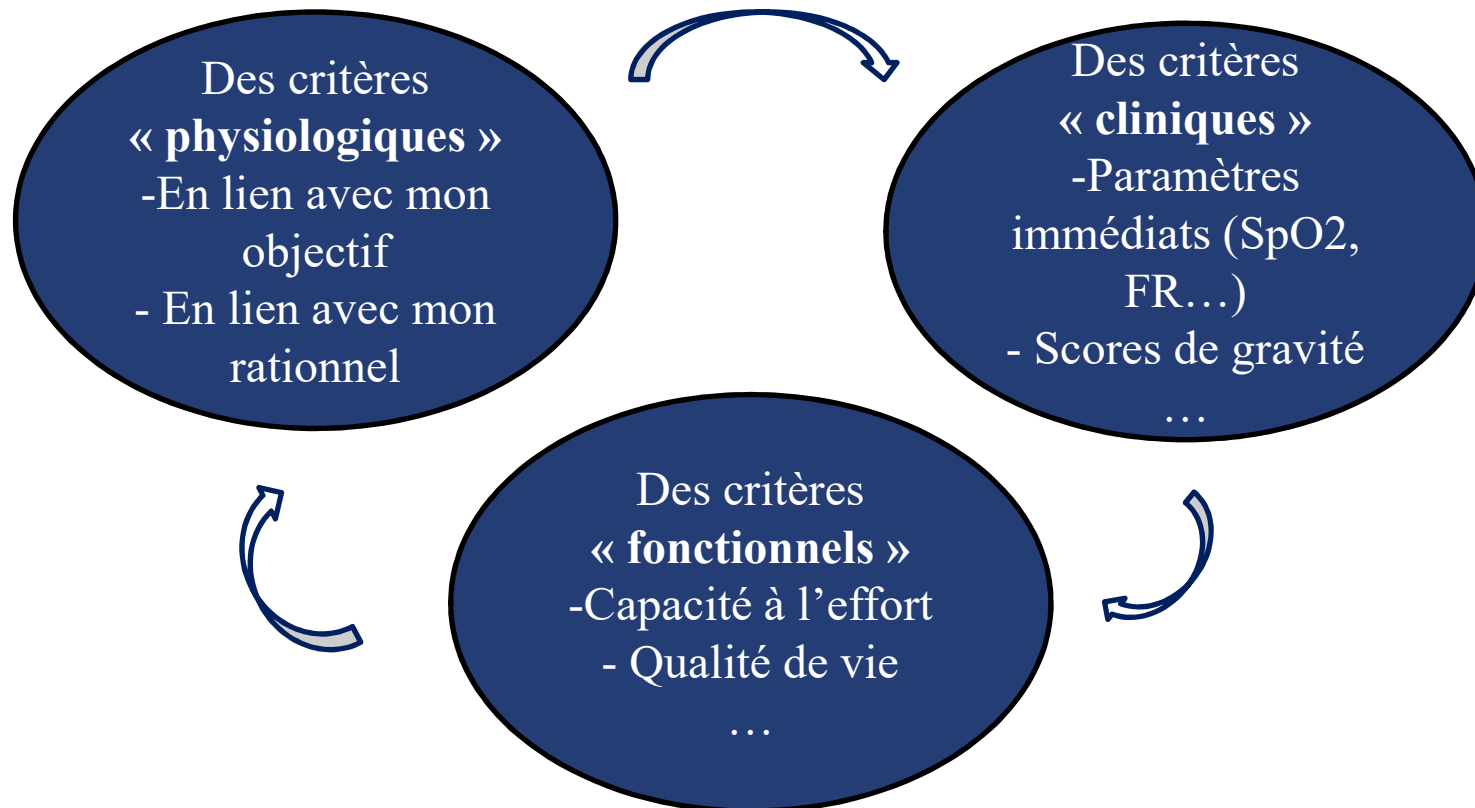 Des critères
« physiologiques »
-En lien avec mon
objectif
- En lien avec mon
rationnel
Des critères
« cliniques »
-Paramètres
immédiats (SpO2,
FR…)
- Scores de gravité
…
Des critères
« fonctionnels »
-Capacité à l’effort
- Qualité de vie
…